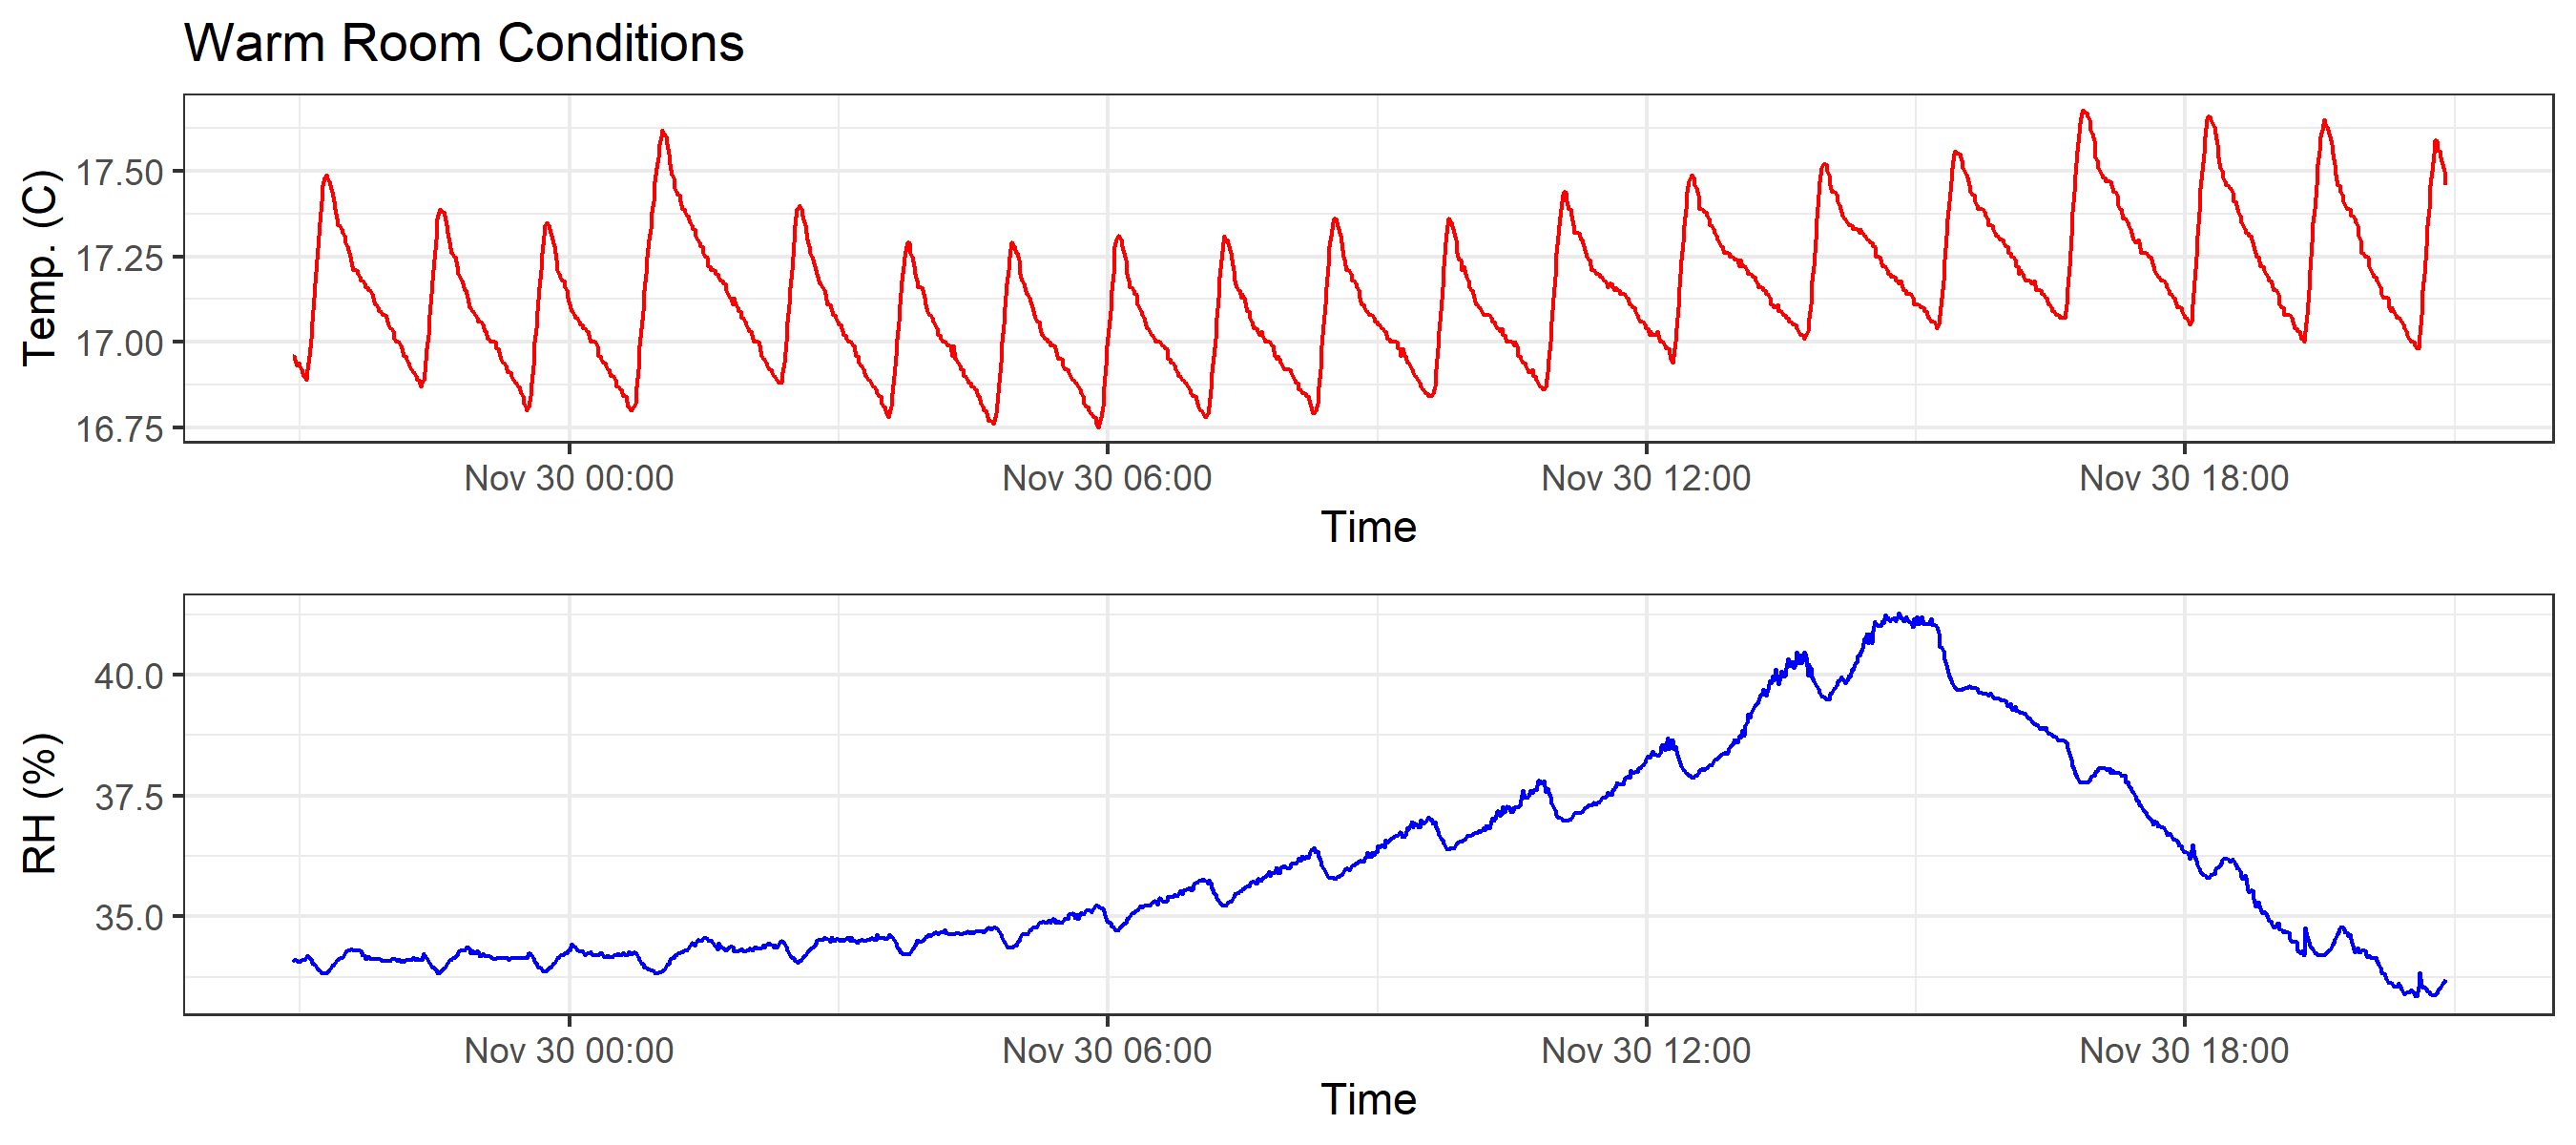 Warm Room Conditions
Temp. (C)
17.50
17.25
17.00
16.75
Nov 30 00:00 Nov 30 06:00 Nov 30 12:00 Nov 30 18:00
Time
RH (%)
40.0
37.5
35.0
Nov 30 00:00 Nov 30 06:00 Nov 30 12:00 Nov 30 18:00
Time